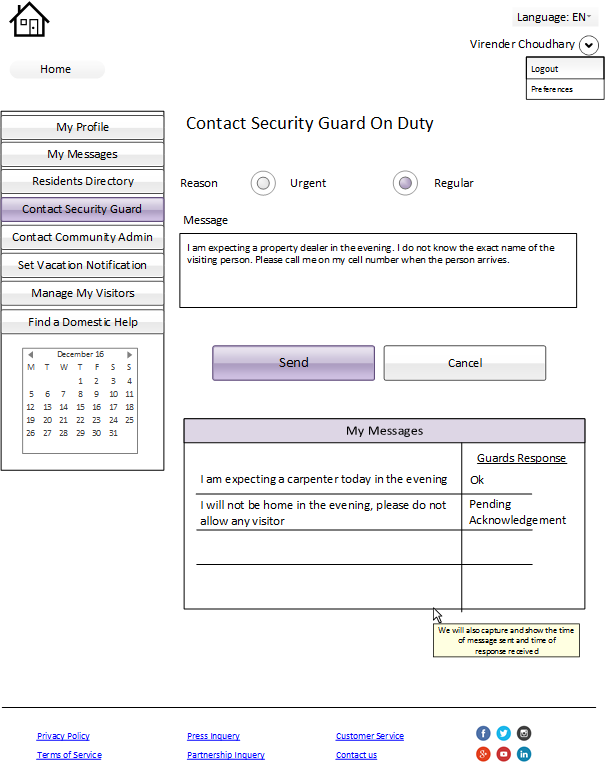 Language: EN
Virender Choudhary
Home
Logout
Preferences
My Profile
My Messages
Residents Directory
Contact Security Guard
Contact Community Admin
Set Vacation Notification
Manage My Visitors
Find a Domestic Help
December 16
M T W T F S S
1 2 3 4
5 6 7 8 9 10 11
12 13 14 15 16 17 18
19 20 21 22 23 24 25
26 27 28 29 30 31
Contact Security Guard On Duty
Reason Urgent Regular
Message
I am expecting a property dealer in the evening. I do not know the exact name of the
visiting person. Please call me on my cell number when the person arrives.
Send Cancel
My Messages
Guards Response
I am expecting a carpenter today in the evening Ok
I will not be home in the evening, please do not
allow any visitor
Pending
Acknowledgement
We will also capture and show the time
of message sent and time of
response received
Privacy Policy Press Inquery Customer Service
Terms of Service Partnership Inquery Contact us